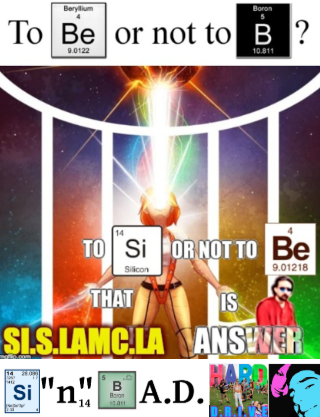 Beryllium Boron
4 5
To Be or not to B ?
9.0122 10.811
14 4
TO Si OR NOT TO Be
Silicon 9.01218
THAT IS
SI.S.LAMC.LA ANSWER
imgflip.com
14 28.086
Si "n"14 B A.D. HARD
Boron
10.811